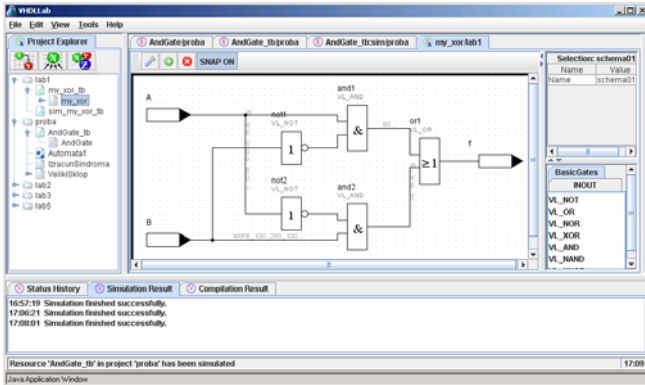 VHDLLab
File Edit View Tools Help
Project Explorer
lab1
my_xor_tb
my_xor
sim_my_xor_tb
proba
AndGate_tb
AndGate
Automata1
IzracunSindroma
VelikiSklop
lab2
lab3
lab5
AndGate/proba
AndGate_tb/proba
AndGate_tb:sim/proba
my_xor/lab1
SNAP ON
A
not1
VL_NOT
1
and1
VL_AND
&
or1
VL_OR
≥1
f
not2
VL_NOT
1
and2
VL_AND
&
B
WIRE_100_260_100...
Selection: schema01
Name Value
Name schema01
BasicGates
INOUT
VL_NOT
VL_OR
VL_NOR
VL_XOR
VL_AND
VL_NAND
Status History
Simulation Result
Compilation Result
16:57:19 Simulation finished successfully.
17:06:21 Simulation finished successfully.
17:08:01 Simulation finished successfully.
Resource 'AndGate_tb' in project 'proba' has been simulated
17:09
Java Application Window